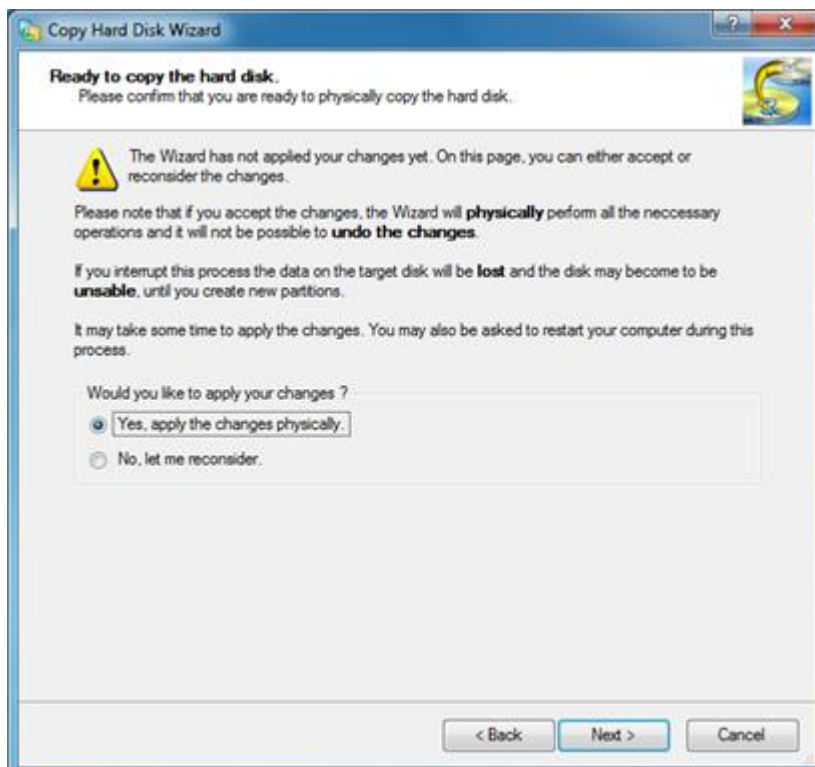 Copy Hard Disk Wizard
Ready to copy the hard disk.
Please confirm that you are ready to physically copy the hard disk.
The Wizard has not applied your changes yet. On this page, you can either accept or
reconsider the changes.
Please note that if you accept the changes, the Wizard will physically perform all the neccessary
operations and it will not be possible to undo the changes.
If you interrupt this process the data on the target disk will be lost and the disk may become to be
unsable, until you create new partitions.
It may take some time to apply the changes. You may also be asked to restart your computer during this
process.
Would you like to apply your changes ?
Yes, apply the changes physically.
No, let me reconsider.
< Back Next > Cancel